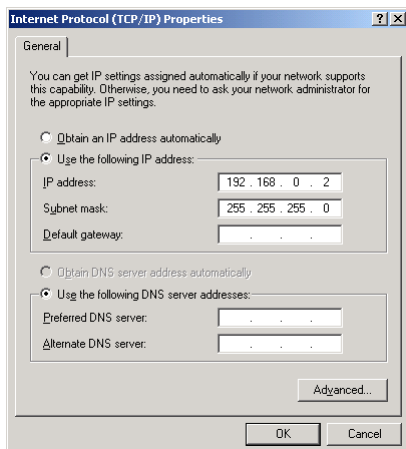 Internet Protocol (TCP/IP) Properties
General
You can get IP settings assigned automatically if your network supports
this capability. Otherwise, you need to ask your network administrator for
the appropriate IP settings.
Obtain an IP address automatically
Use the following IP address:
IP address: 192 . 168 . 0 . 2
Subnet mask: 255 . 255 . 255 . 0
Default gateway: . . .
Obtain DNS server address automatically
Use the following DNS server addresses:
Preferred DNS server: . . .
Alternate DNS server: . . .
Advanced...
OK Cancel